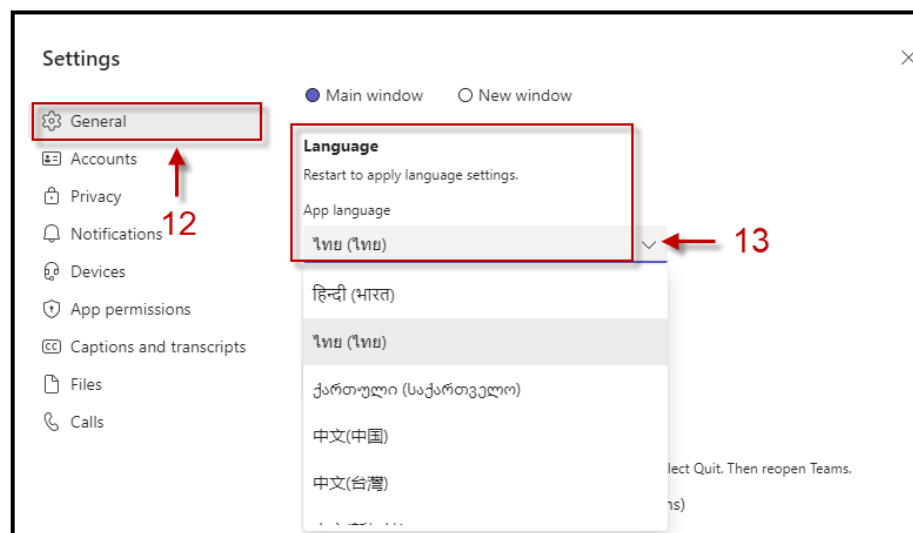 Settings
Main window
New window
General
Accounts
Privacy
Notifications
Devices
App permissions
Captions and transcripts
Files
Calls
12
Language
Restart to apply language settings.
App language
ไทย (ไทย)
13
हिन्दी (भारत)
ไทย (ไทย)
ქართული (საქართველო)
中文(中国)
中文(台灣)
lect Quit. Then reopen Teams.
ns)